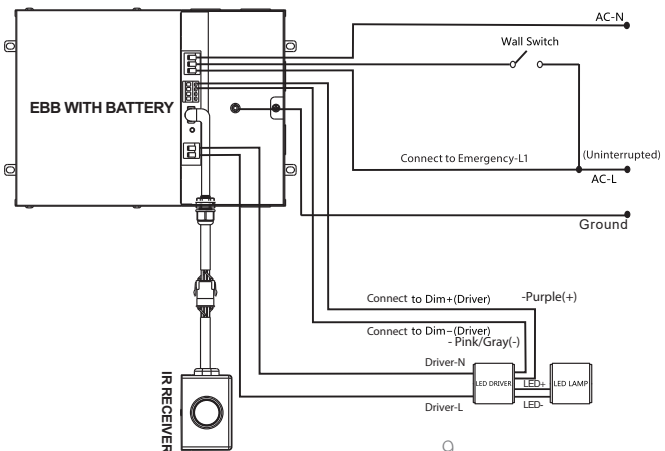 AC-N
Wall Switch
EBB WITH BATTERY
Connect to Emergency-L1
(Uninterrupted)
AC-L
Ground
Connect to Dim+(Driver)
-Purple(+)
Connect to Dim-(Driver)
- Pink/Gray(-)
Driver-N
LED DRIVER
LED+
LED LAMP
LED-
Driver-L
IR RECEIVER